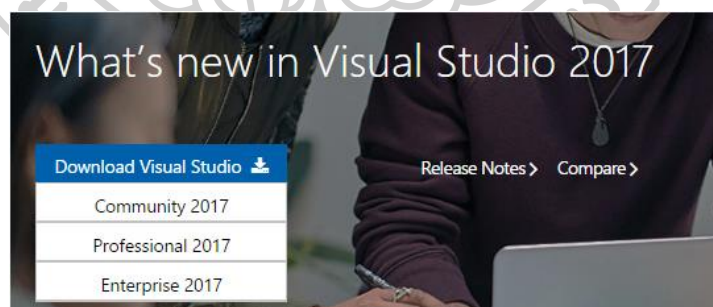 What's new in Visual Studio 2017
Download Visual Studio
Release Notes
Compare
Community 2017
Professional 2017
Enterprise 2017